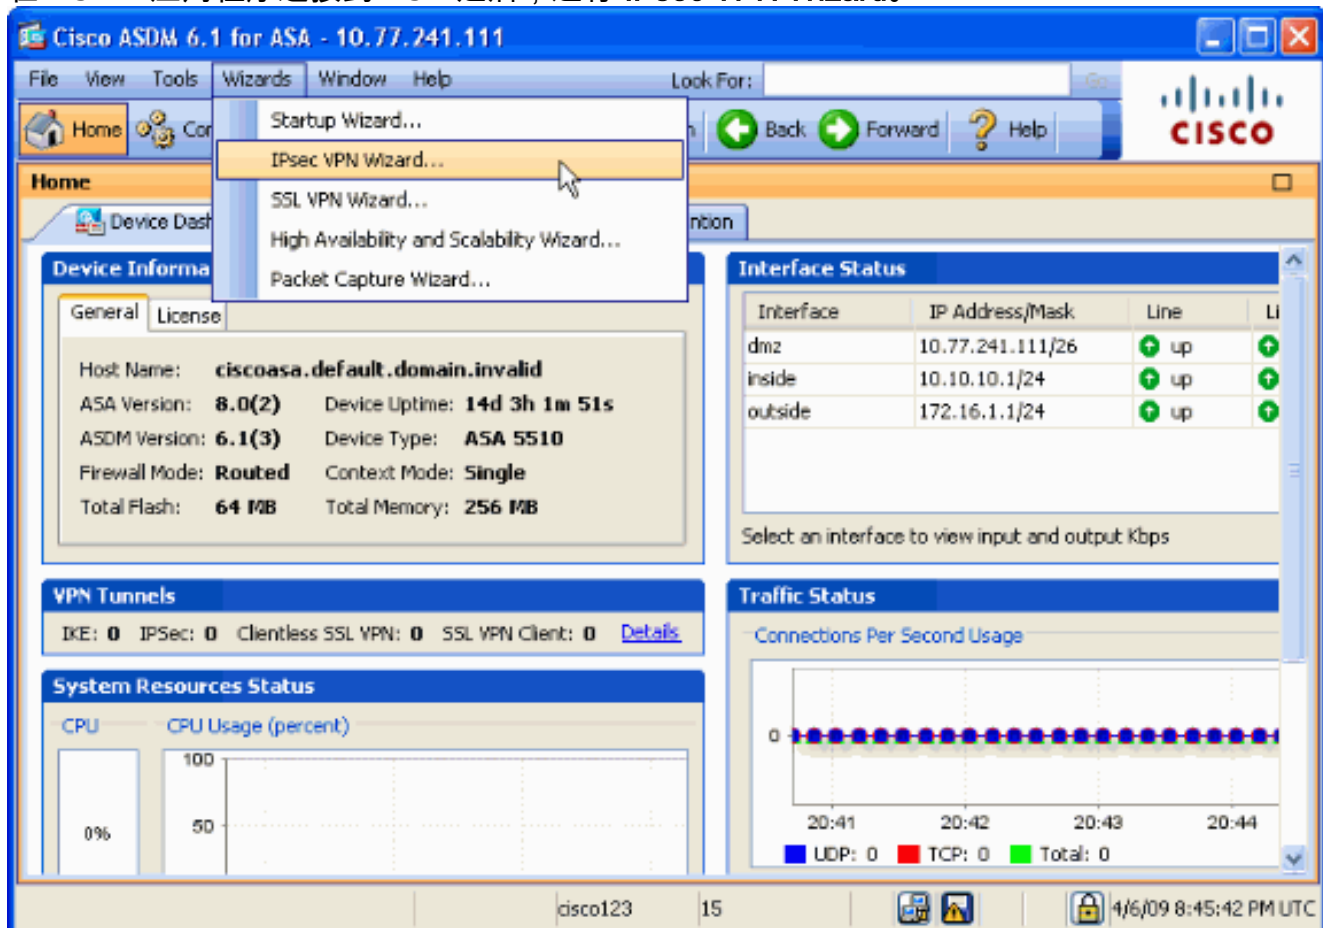 Cisco ASDM 6.1 for ASA - 10.77.241.111
File View Tools Wizards Window Help Look For: Go
Home Back Forward Help
CISCO
Startup Wizard...
IPsec VPN Wizard...
SSL VPN Wizard...
High Availability and Scalability Wizard...
Packet Capture Wizard...
Home
Device
Device
General License
Host Name: ciscoasa.default.domain.invalid
ASA Version: 8.0(2) Device Uptime: 14d 3h 1m 51s
ASDM Version: 6.1(3) Device Type: ASA 5510
Firewall Mode: Routed Context Mode: Single
Total Flash: 64 MB Total Memory: 256 MB
Interface Status
Interface IP Address/Mask Line
dmz 10.77.241.111/26 up
inside 10.10.10.1/24 up
outside 172.16.1.1/24 up
Select an interface to view input and output Kbps
VPN Tunnels
IKE: 0 IPSec: 0 Clientless SSL VPN: 0 SSL VPN Client: 0 Details
System Resources Status
CPU CPU Usage (percent)
100
50
0%
Traffic Status
Connections Per Second Usage
0
20:41 20:42 20:43 20:44
UDP: 0 TCP: 0 Total: 0
cisco123 15 4/6/09 8:45:42 PM UTC